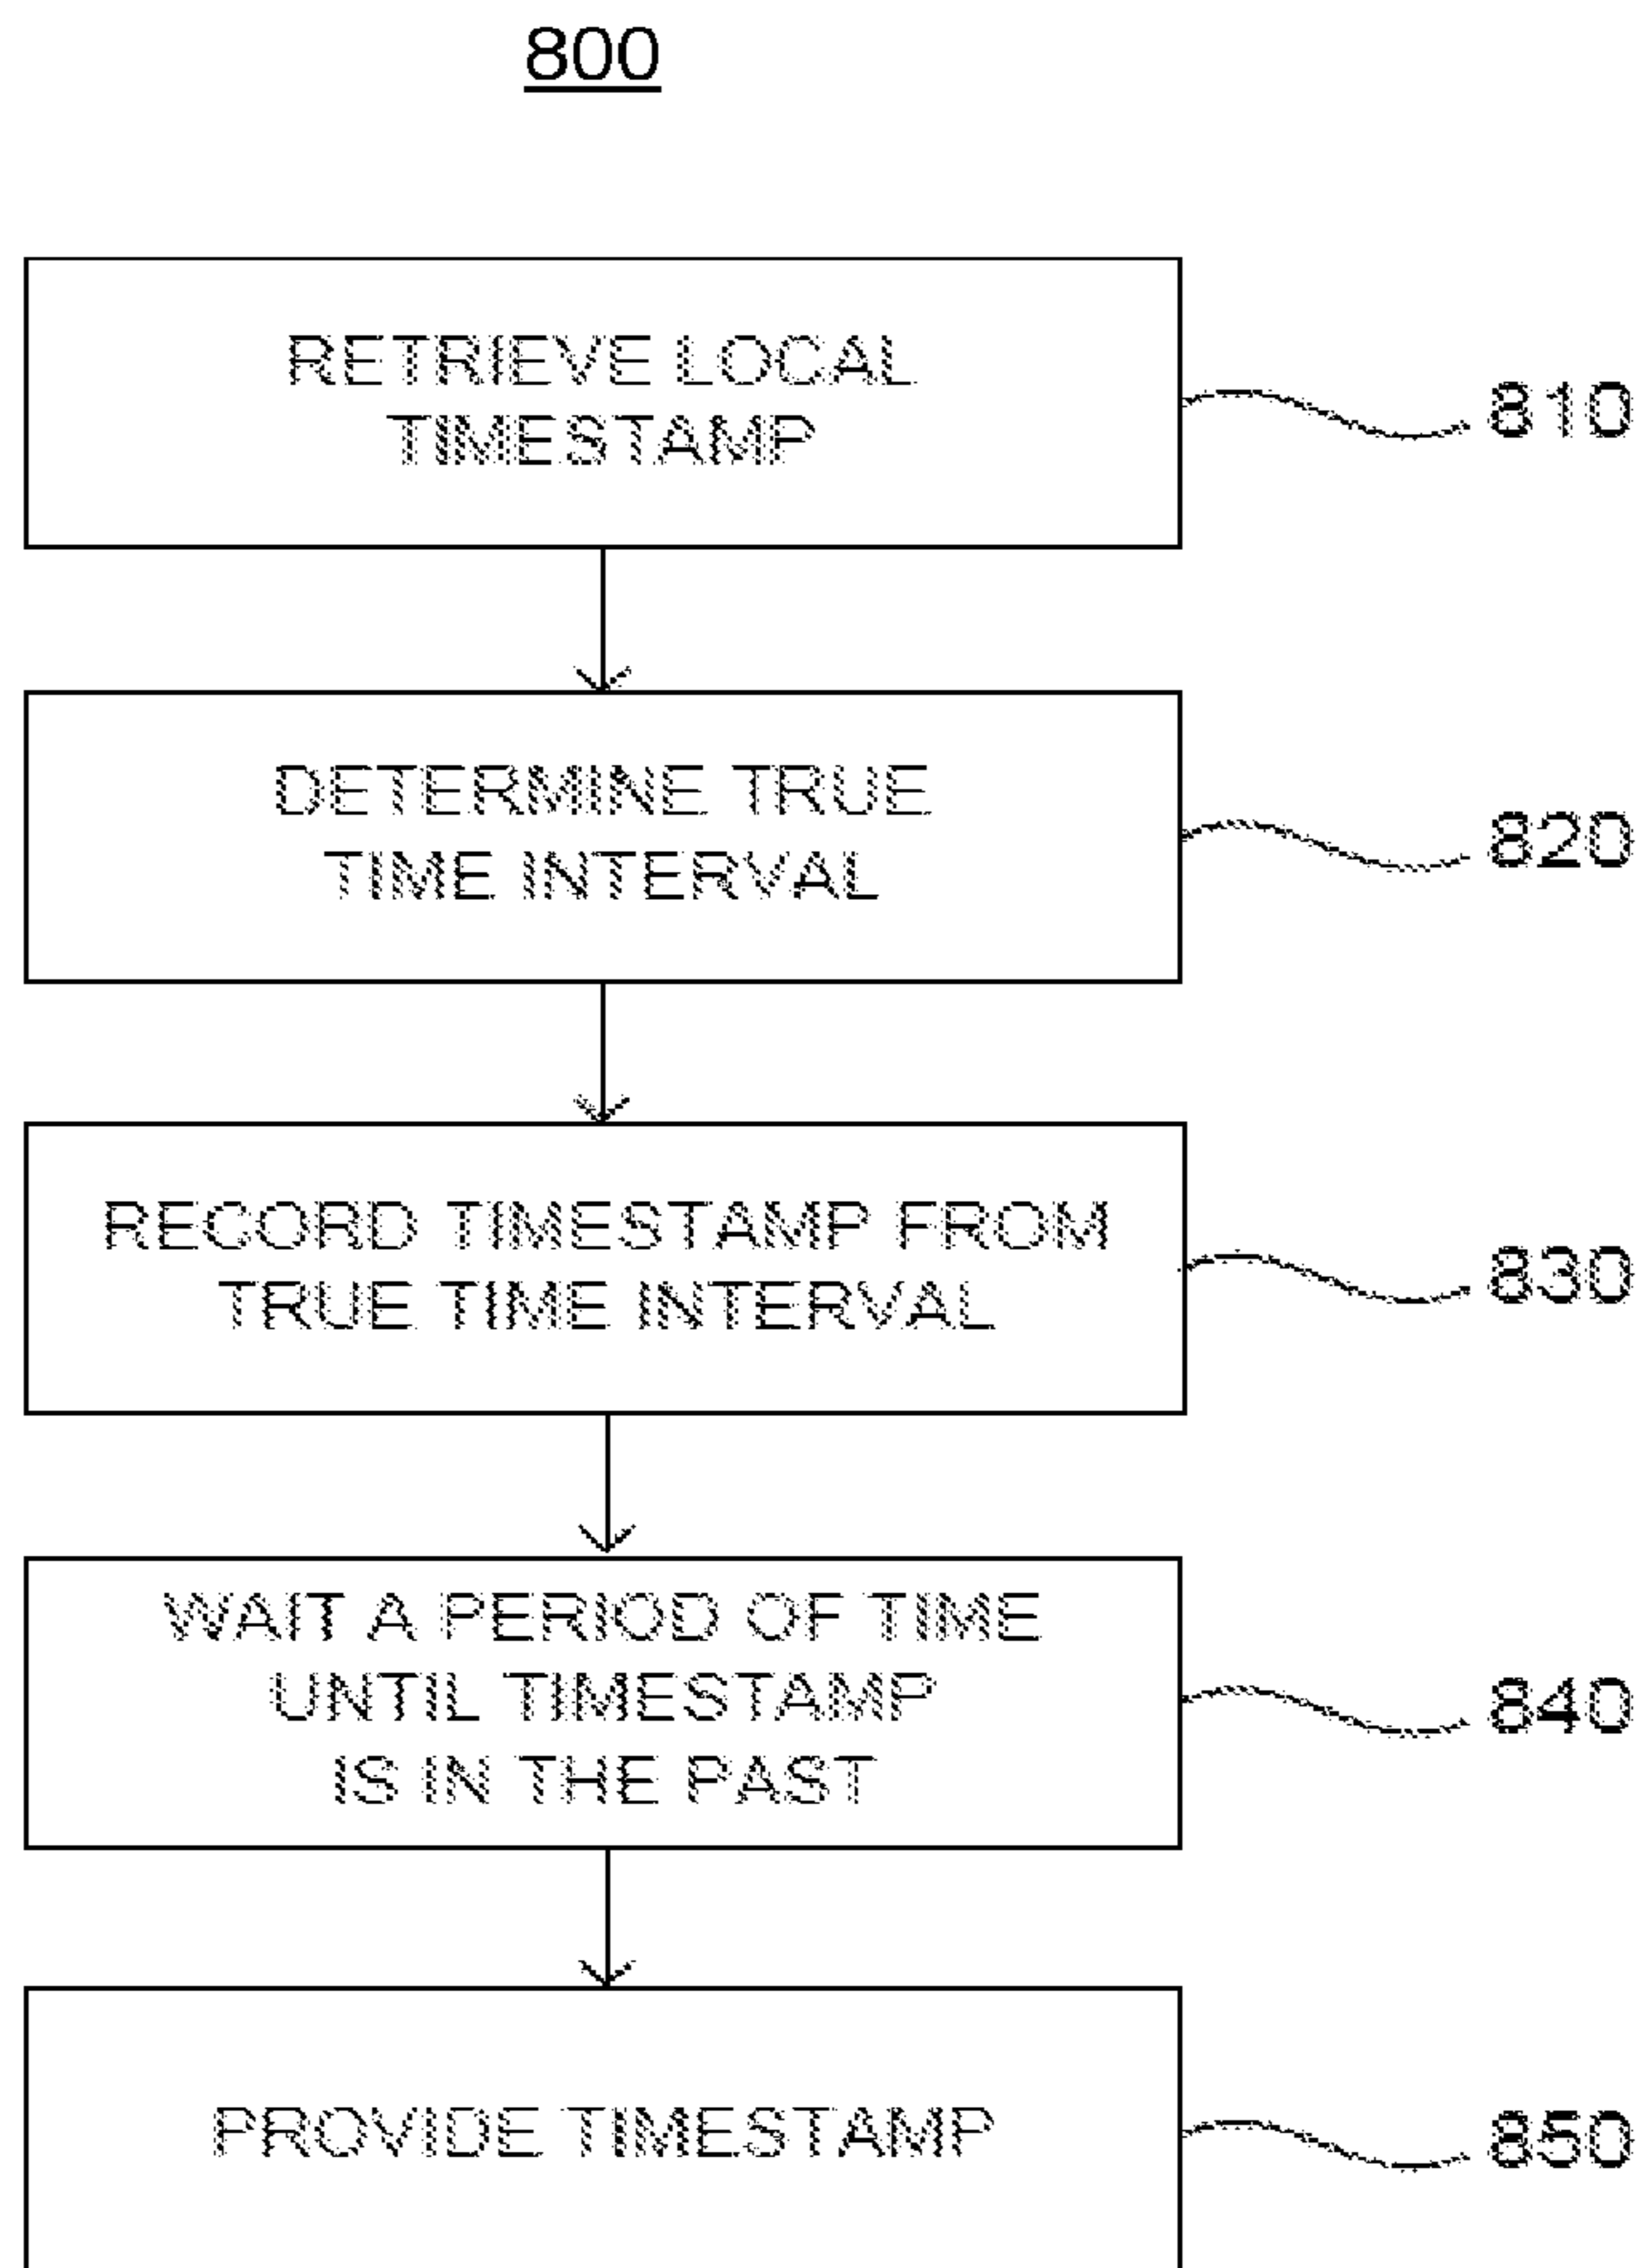 800
RETRIEVE LOCAL
TIMESTAMP
810
DETERMINE TRUE
TIME INTERVAL
820
RECORD TIMESTAMP FROM
TRUE TIME INTERVAL
830
WAIT A PERIOD OF TIME
UNTIL TIMESTAMP
IS IN THE PAST
840
PROVIDE TIMESTAMP
850